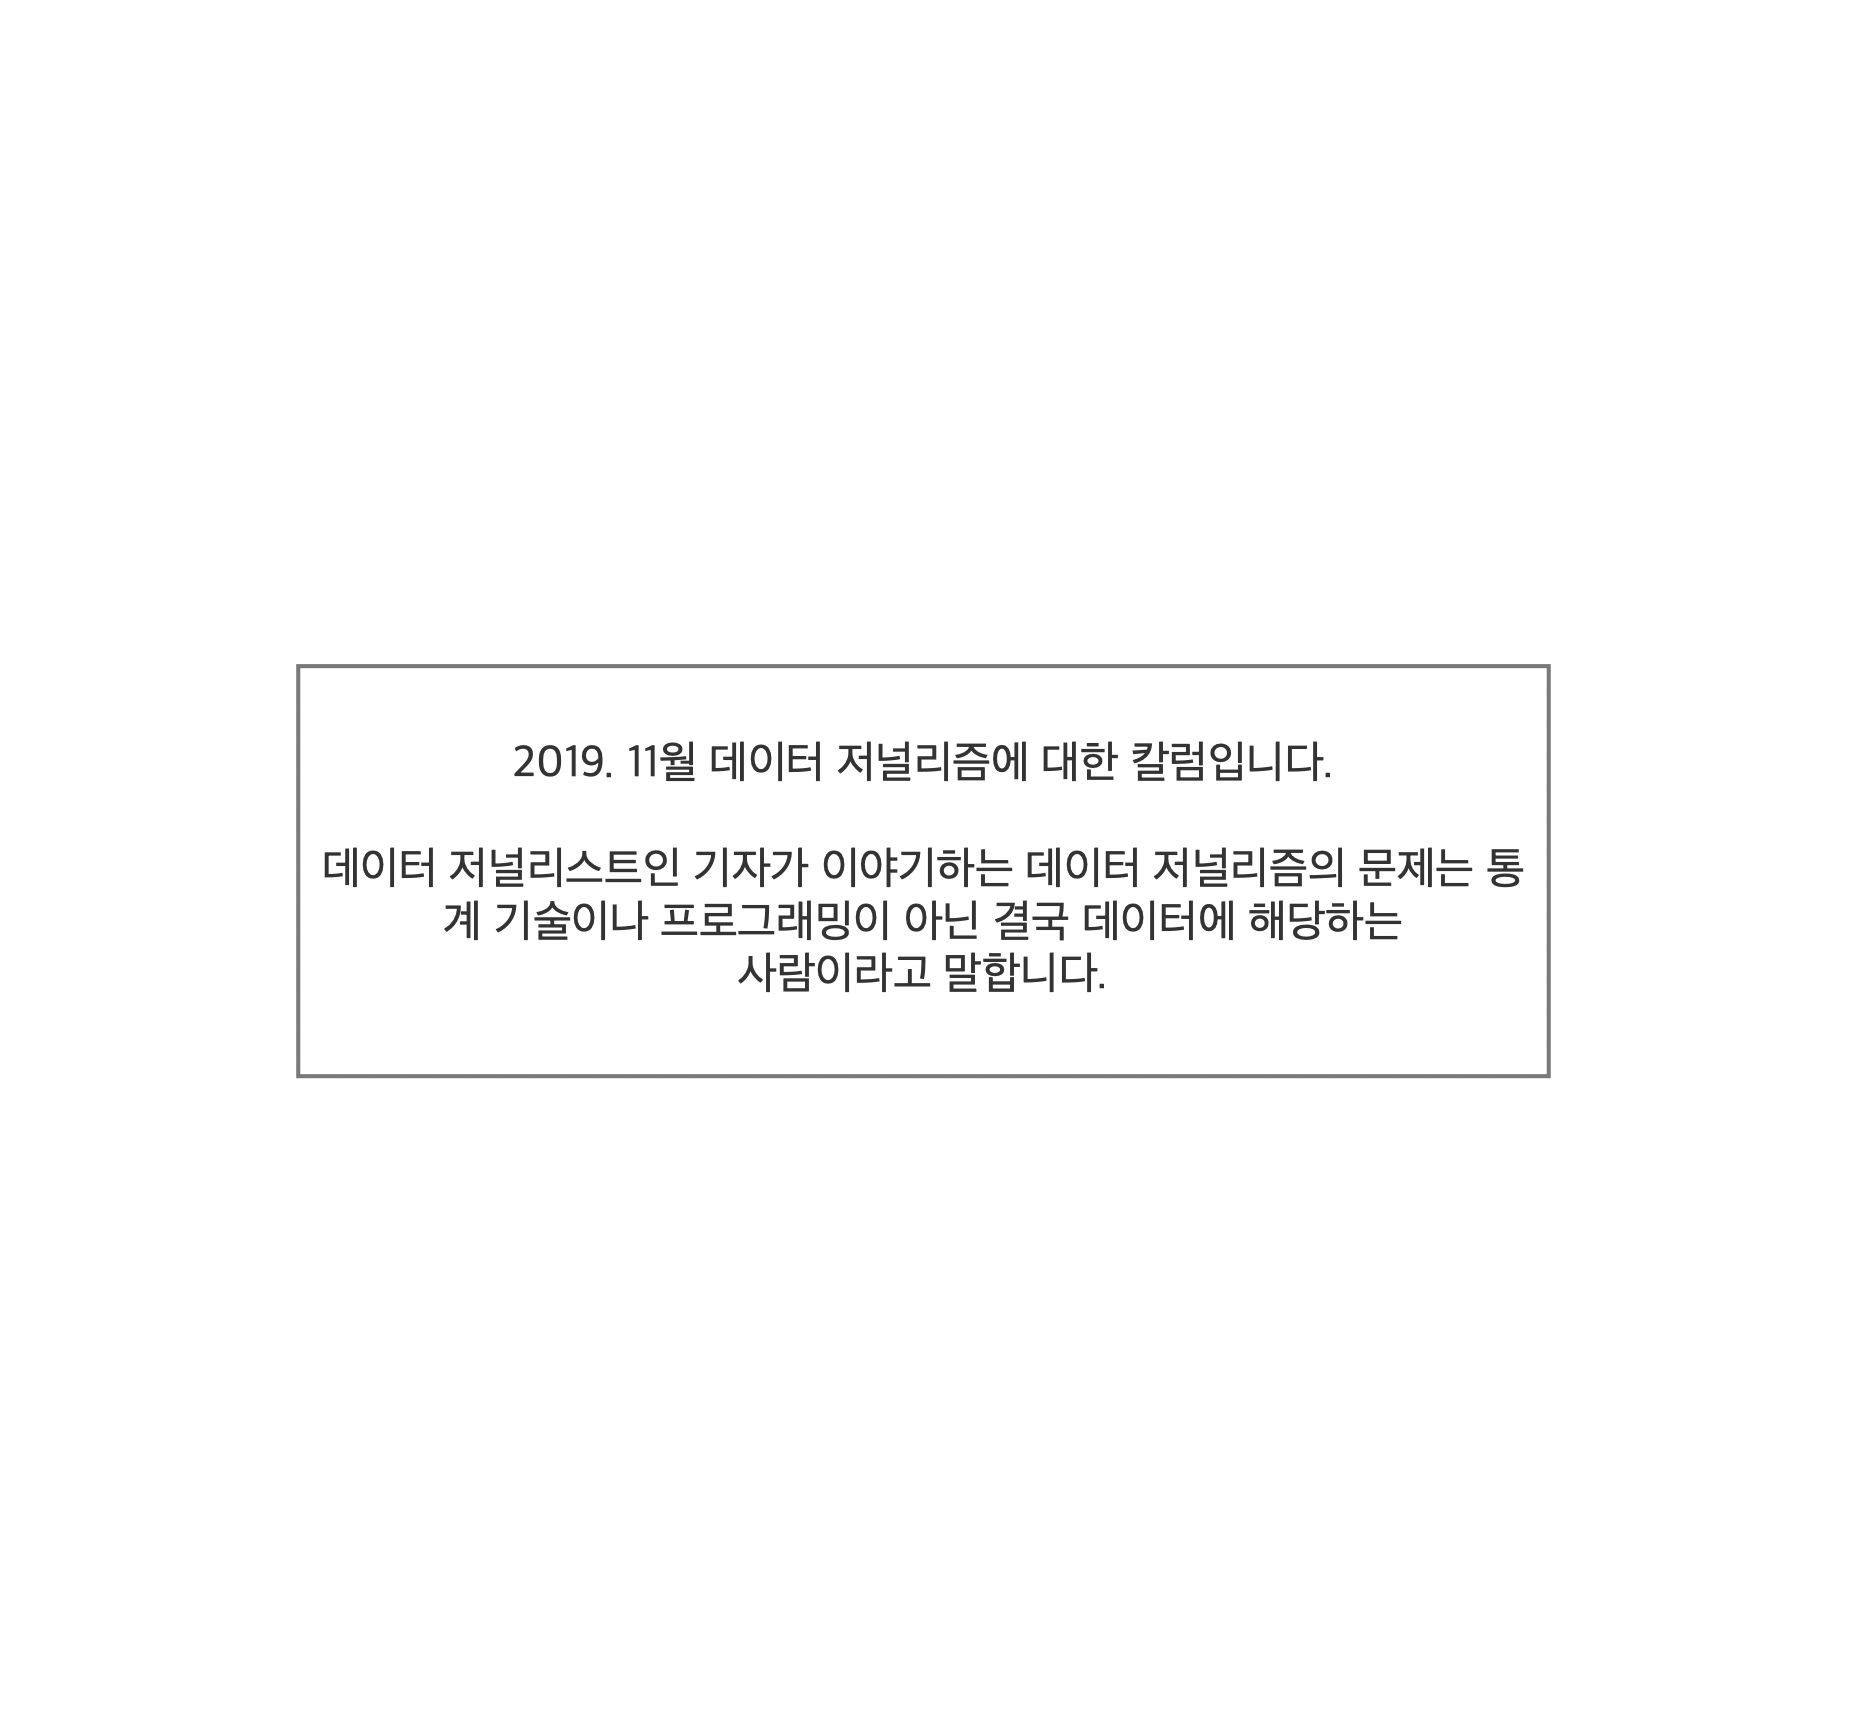 2019. 11월 데이터 저널리즘에 대한 칼럼입니다.
데이터 저널리스트인 기자가 이야기하는 데이터 저널리즘의 문제는 통
계 기술이나 프로그래밍이 아닌 결국 데이터에 해당하는
사람이라고 말합니다.